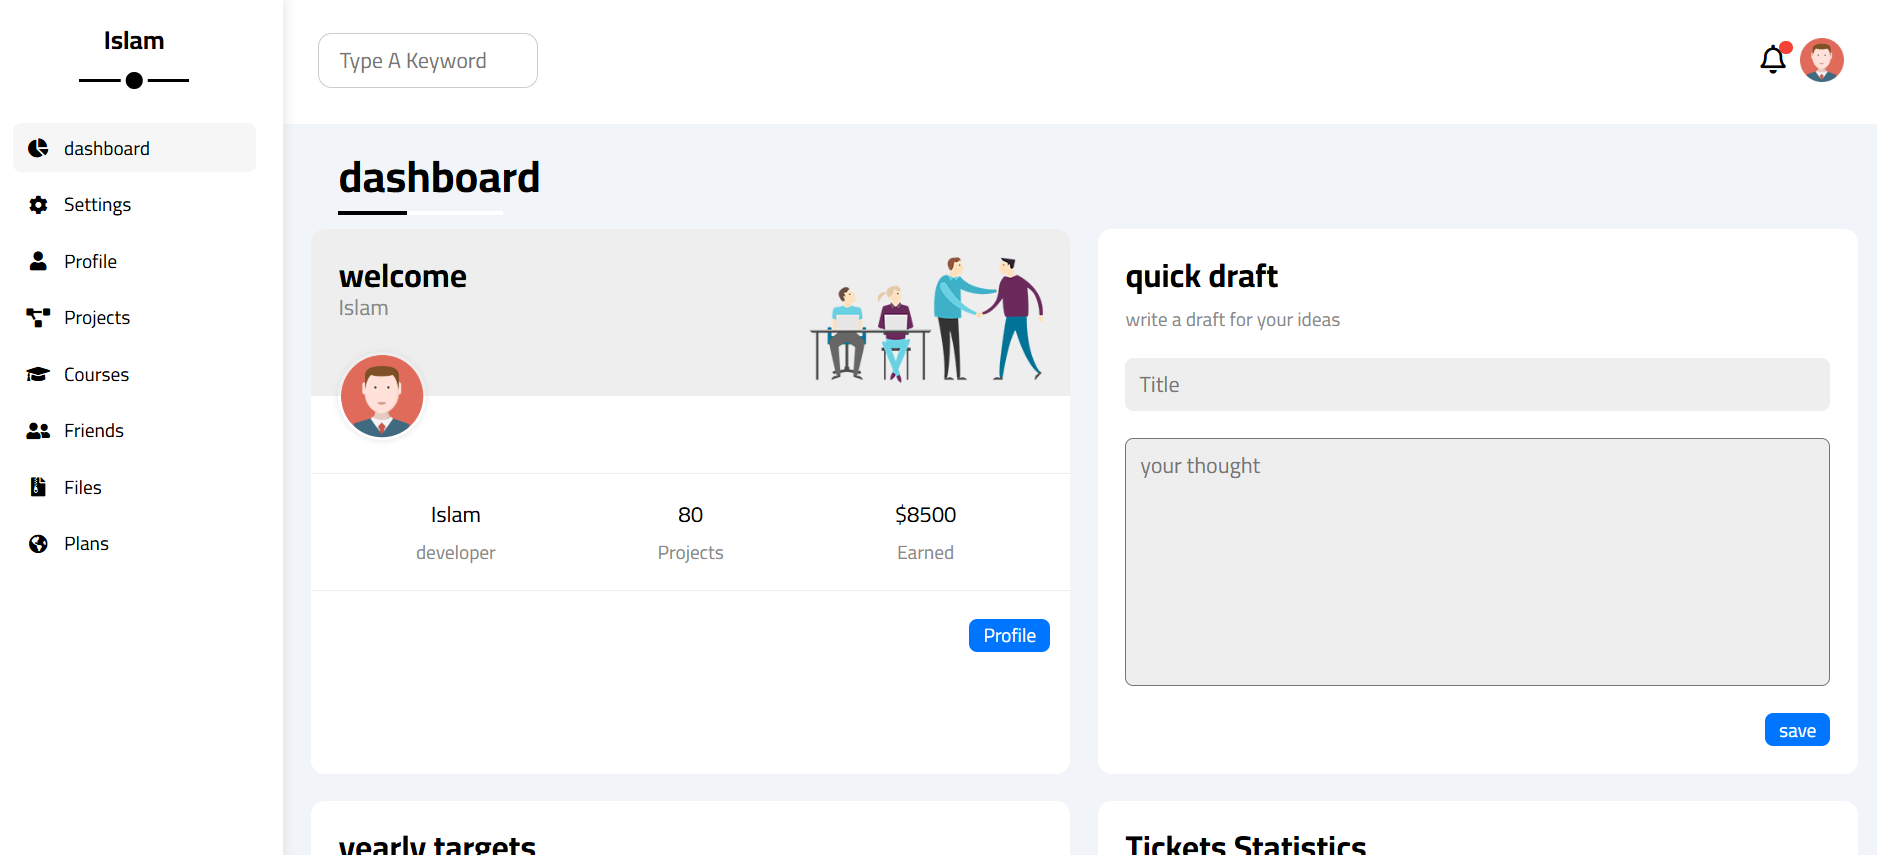 Islam
dashboard
Settings
Profile
Projects
Courses
Friends
Files
Plans
Type A Keyword
dashboard
welcome
Islam
Islam
developer
80
Projects
$8500
Earned
Profile
quick draft
write a draft for your ideas
Title
your thought
save
yearly targets
Tickets Statistics